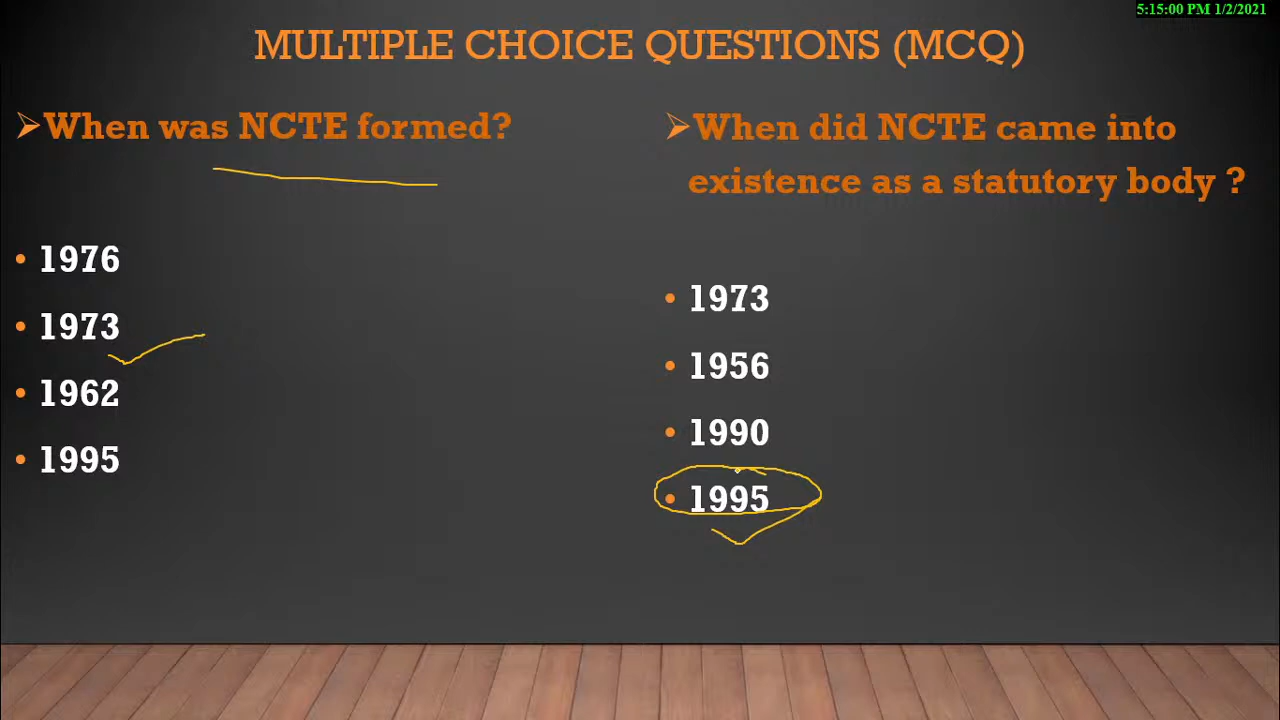 5:15:00 PM 1/2/2021
MULTIPLE CHOICE QUESTIONS (MCQ)
➢When was NCTE formed?
• 1976
• 1973
• 1962
• 1995
➢When did NCTE came into
existence as a statutory body ?
• 1973
• 1956
• 1990
• 1995